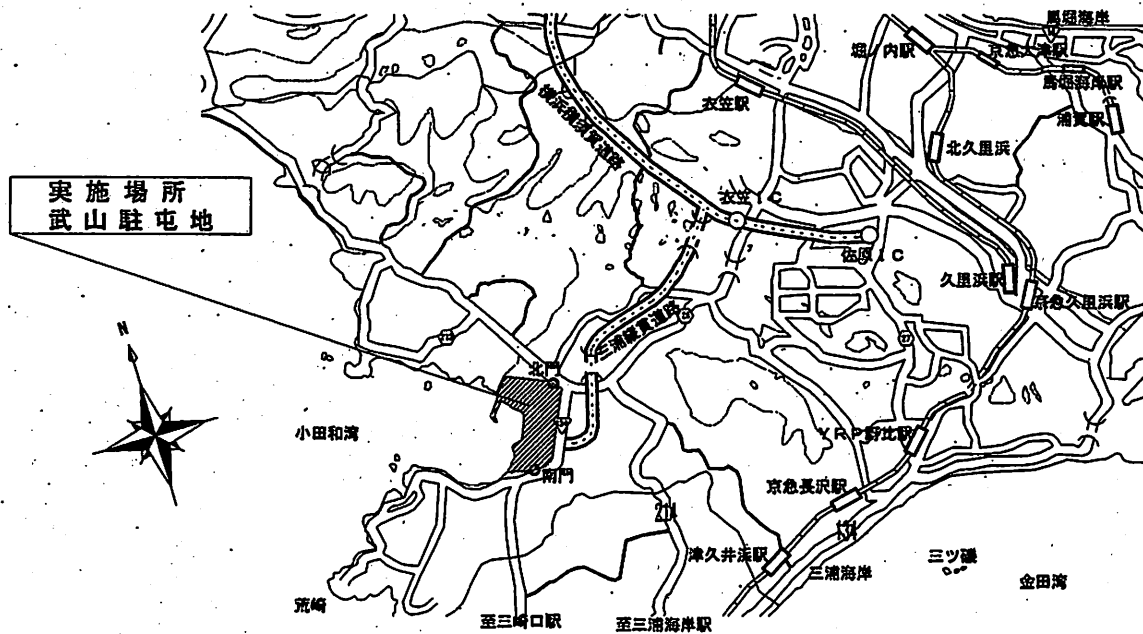 馬堀海岸
堀ノ内駅
京急大津駅
馬堀海岸駅
浦賀駅
衣笠駅
北久里浜
横浜横須賀道路
実施場所
武山駐屯地
衣笠IC
佐原IC
久里浜駅
京急久里浜駅
三浦縦貫道路
27
N
北門
小田和湾
YRP野比駅
南門
京急長沢駅
214
134
津久井浜駅
三浦海岸
三ツ磯
金田湾
荒崎
至三崎口駅
至三浦海岸駅